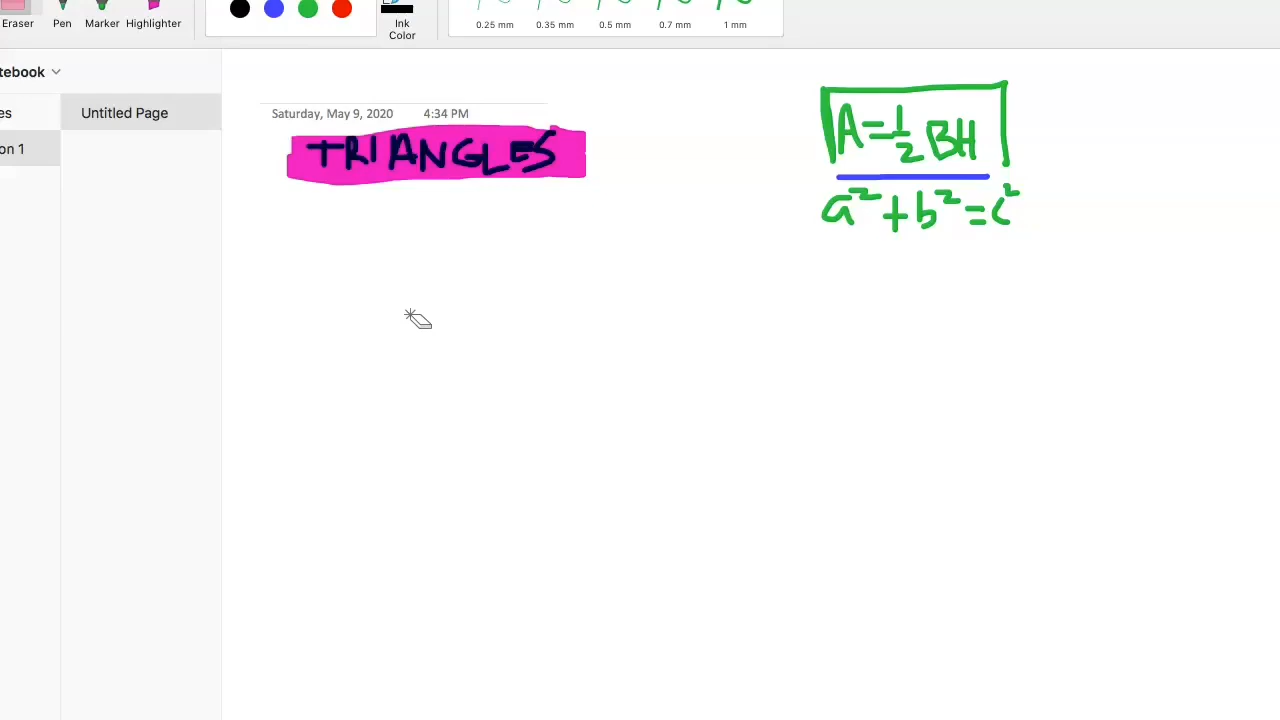 Eraser Pen Marker Highlighter
Ink
Color
0.25 mm 0.35 mm 0.5 mm 0.7 mm 1 mm
tebook
es
Untitled Page
on 1
Saturday, May 9, 2020 4:34 PM
TRIANGLES
A=½ BH
a²+b²=c²